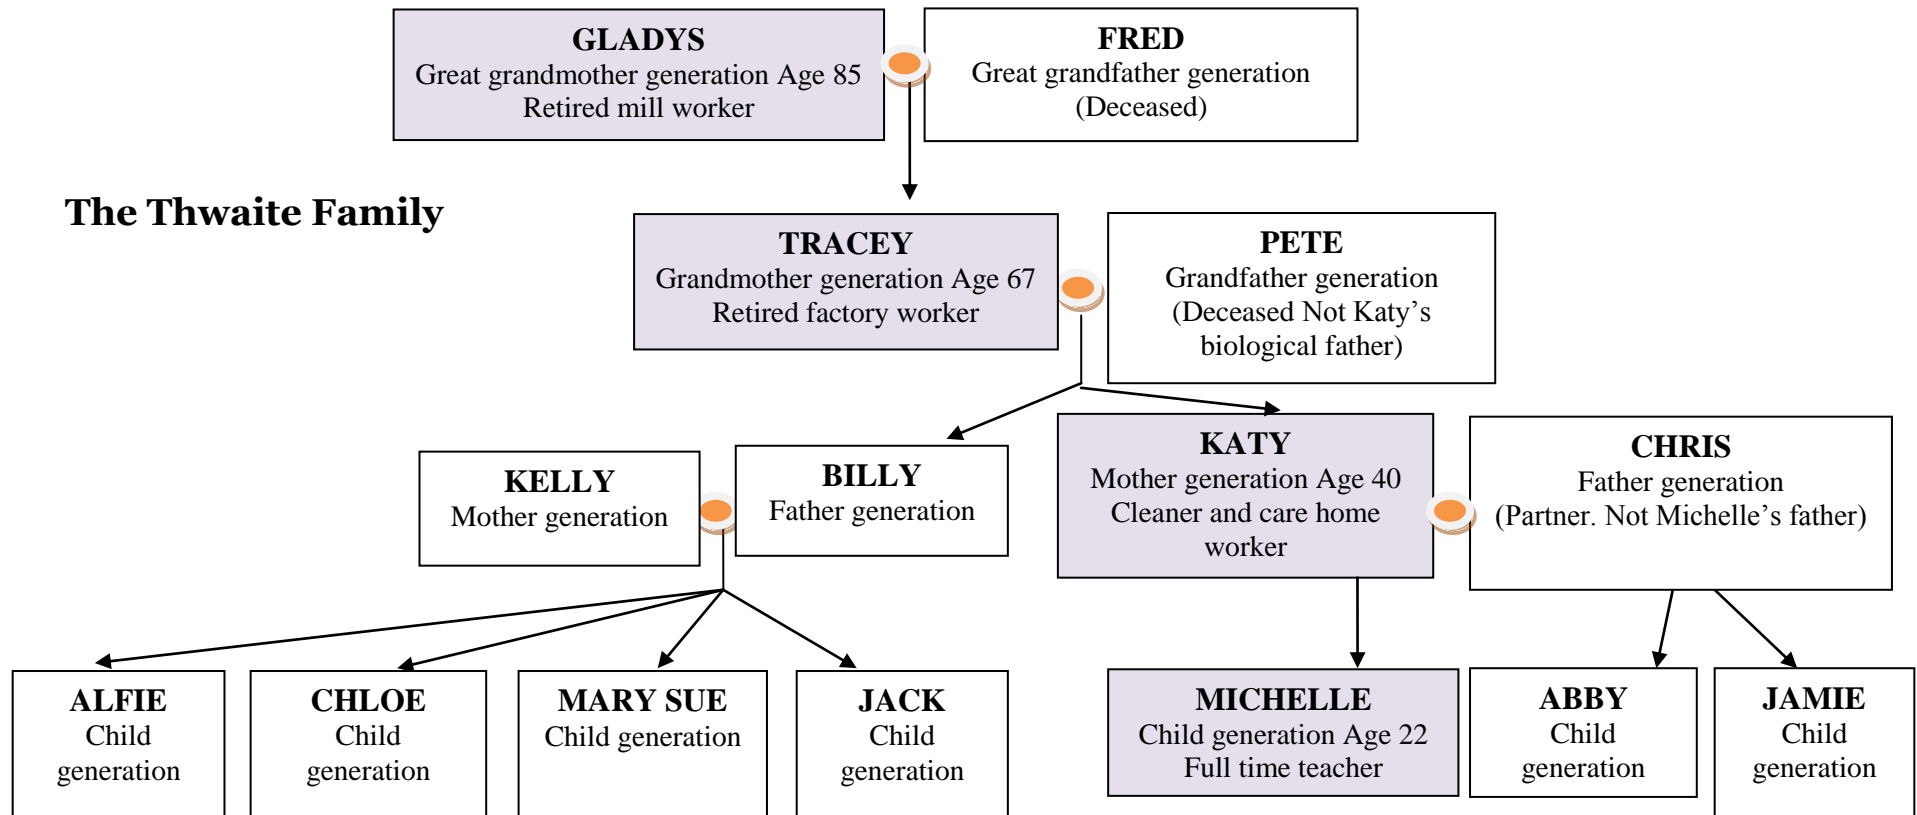 GLADYS
Great grandmother generation Age 85
Retired mill worker
FRED
Great grandfather generation
(Deceased)
The Thwaite Family
TRACEY
Grandmother generation Age 67
Retired factory worker
PETE
Grandfather generation
(Deceased Not Katy’s
biological father)
KELLY
Mother generation
BILLY
Father generation
KATY
Mother generation Age 40
Cleaner and care home
worker
CHRIS
Father generation
(Partner. Not Michelle’s father)
ALFIE
Child
generation
CHLOE
Child
generation
MARY SUE
Child generation
JACK
Child
generation
MICHELLE
Child generation Age 22
Full time teacher
ABBY
Child
generation
JAMIE
Child
generation